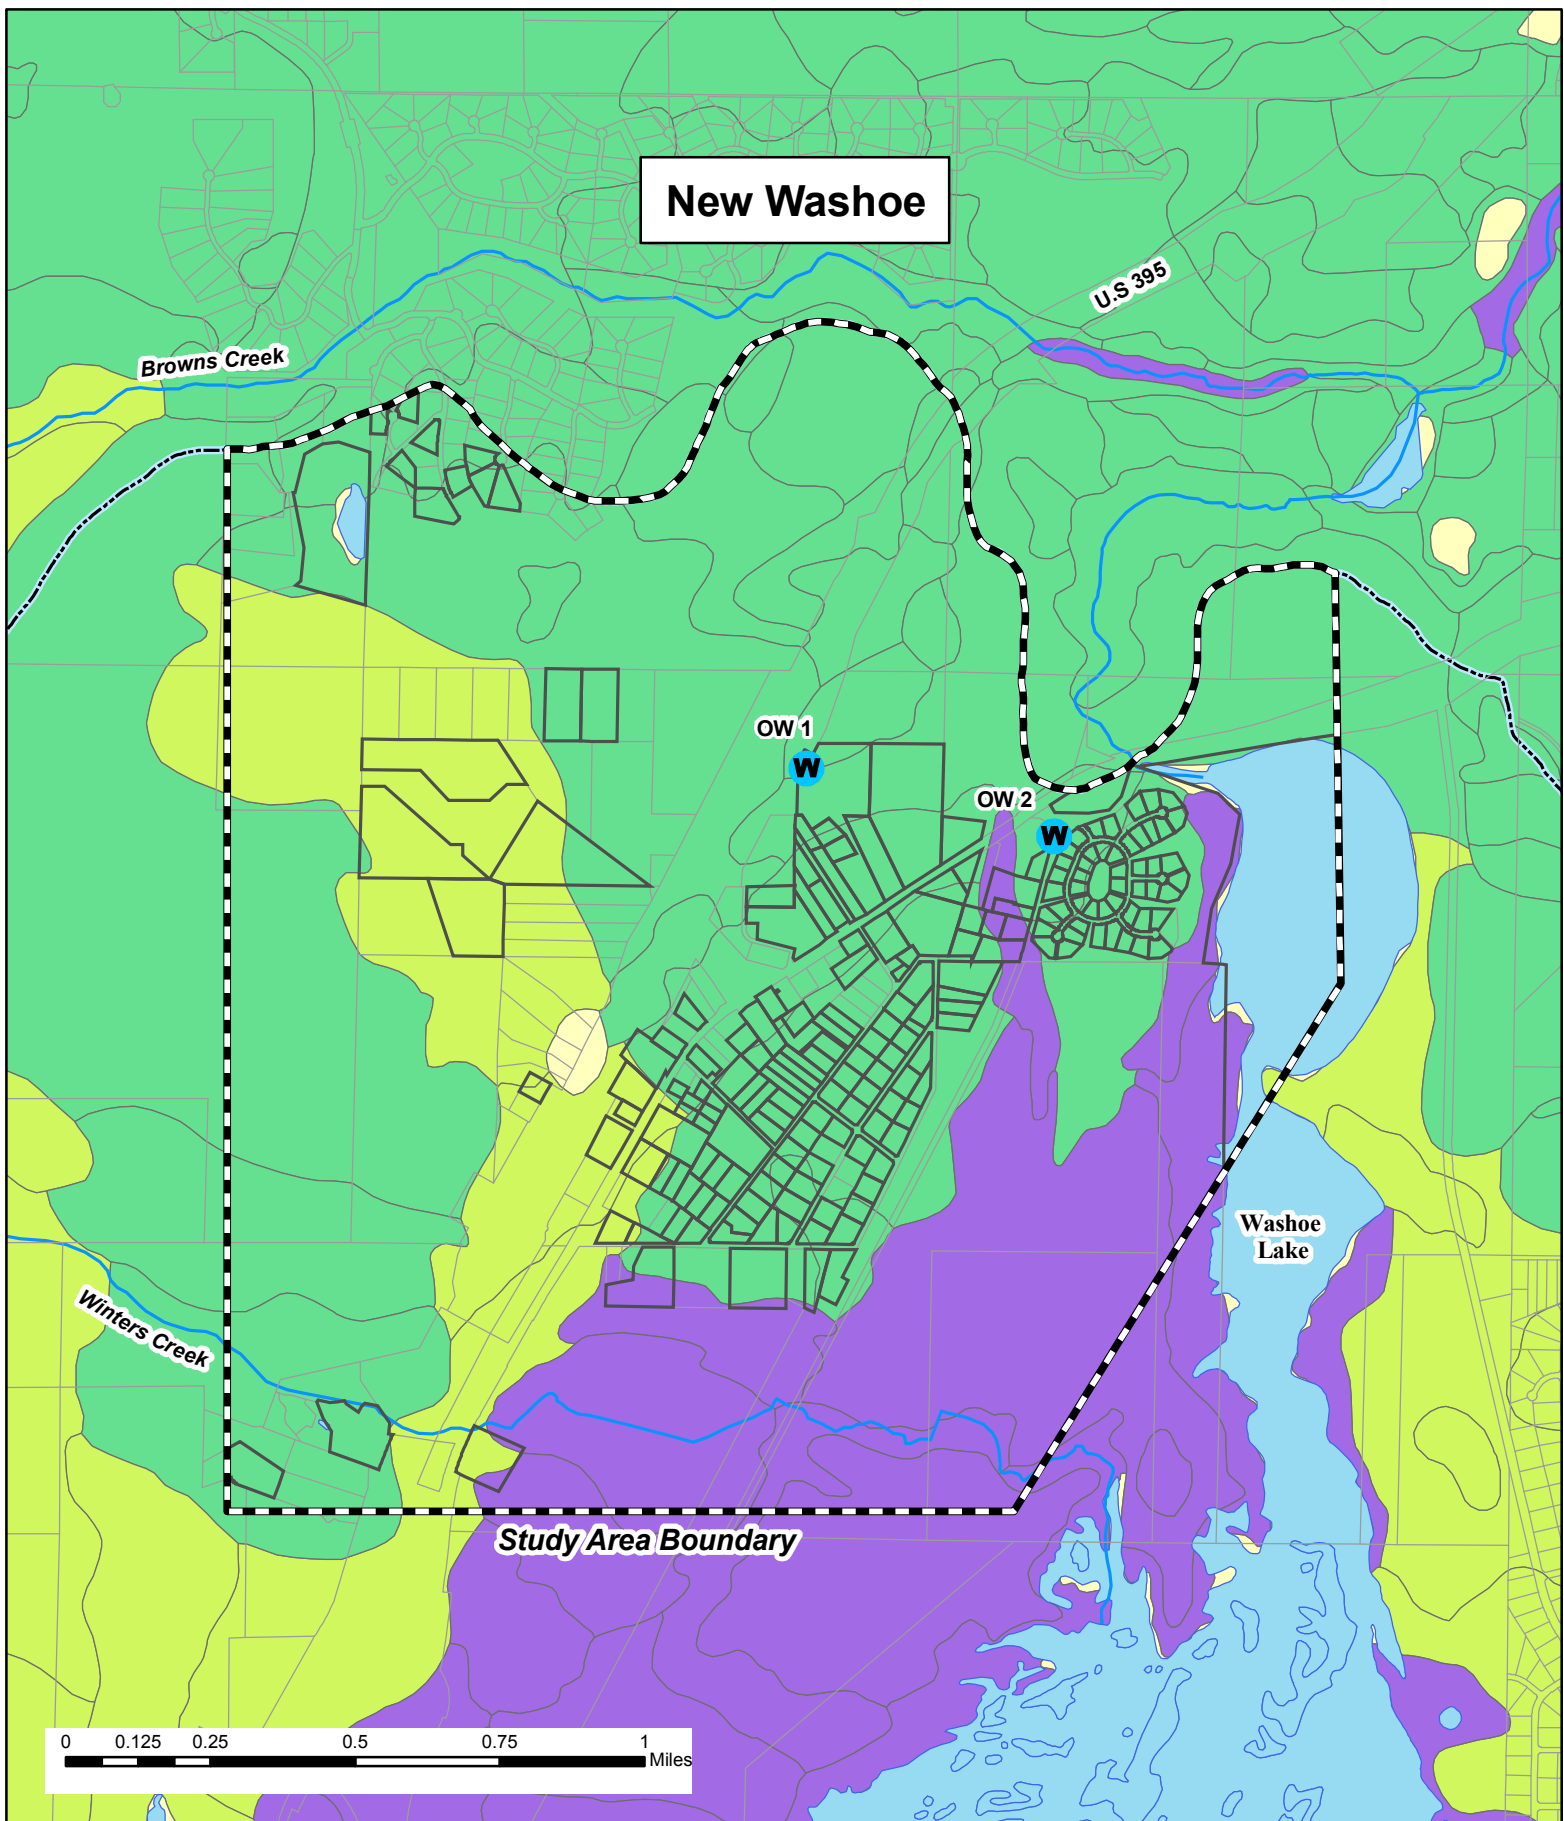 New Washoe
U.S 395
Browns Creek
OW 1
W
OW 2
W
Washoe
Lake
Winters Creek
Study Area Boundary
0 0.125 0.25 0.5 0.75 1
Miles